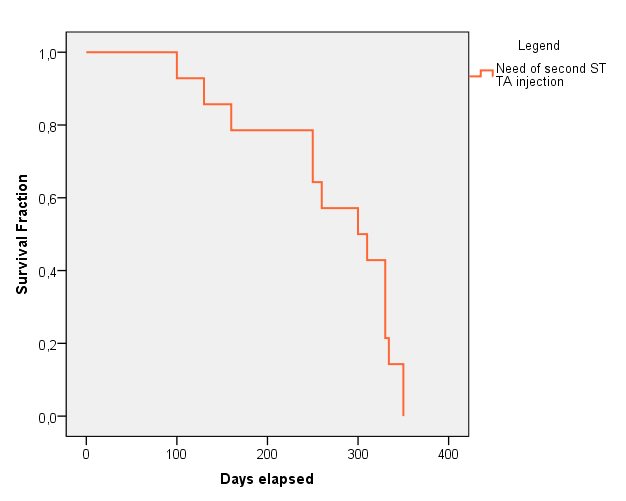 Legend
Need of second ST
TA injection
1,0
0,8
0,6
0,4
0,2
0,0
Survival Fraction
0 100 200 300 400
Days elapsed